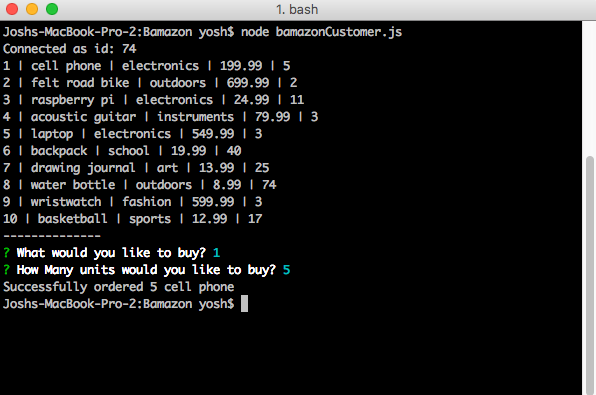 1. bash
Joshs-MacBook-Pro-2:Bamazon yosh$ node bamazonCustomer.js
Connected as id: 74
1 | cell phone | electronics | 199.99 | 5
2 | felt road bike | outdoors | 699.99 | 2
3 | raspberry pi | electronics | 24.99 | 11
4 | acoustic guitar | instruments | 79.99 | 3
5 | laptop | electronics | 549.99 | 3
6 | backpack | school | 19.99 | 40
7 | drawing journal | art | 13.99 | 25
8 | water bottle | outdoors | 8.99 | 74
9 | wristwatch | fashion | 599.99 | 3
10 | basketball | sports | 12.99 | 17
--------------
? What would you like to buy? 1
? How Many units would you like to buy? 5
Successfully ordered 5 cell phone
Joshs-MacBook-Pro-2:Bamazon yosh$